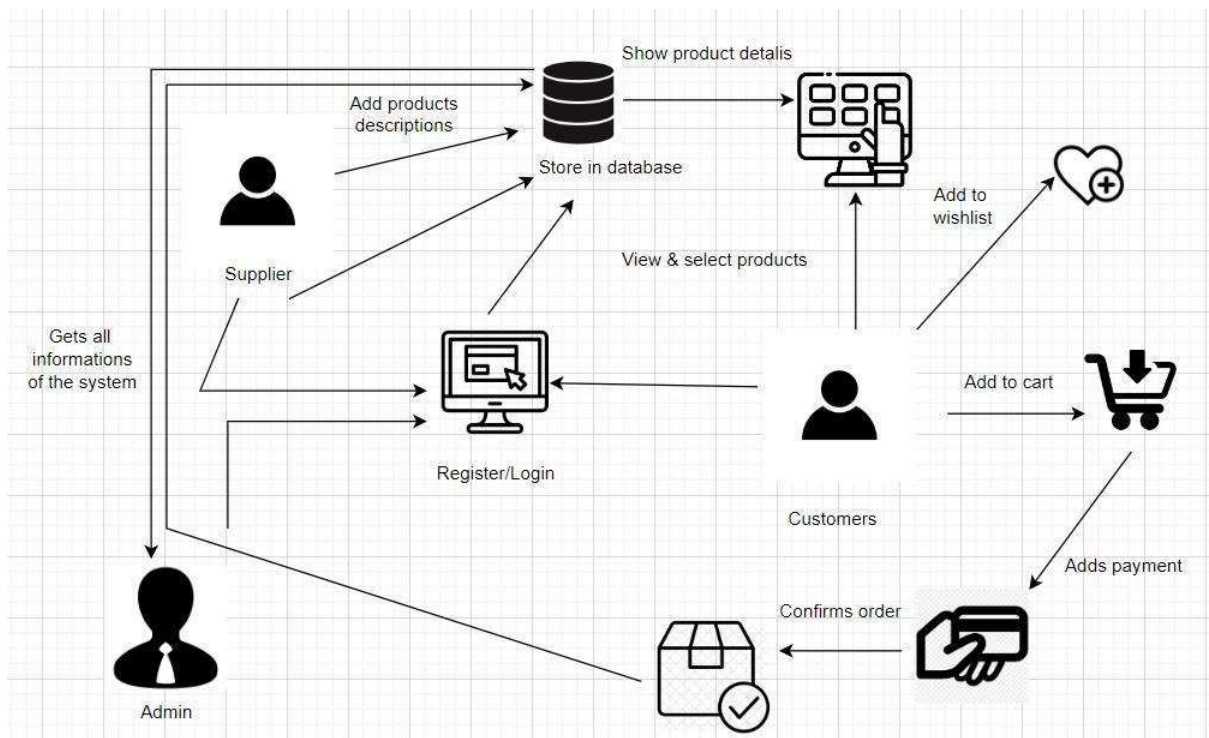 Show product detalis
Add products
descriptions
Store in database
Add to
wishlist
View & select products
Supplier
Gets all
informations
of the system
Add to cart
Register/Login
Customers
Adds payment
Confirms order
Admin